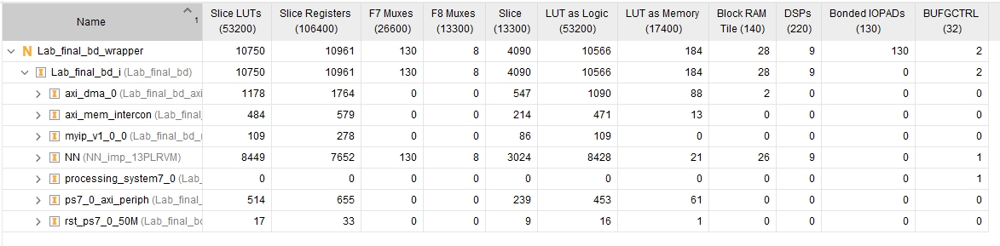 Name 1 Slice LUTs (53200) Slice Registers (106400) F7 Muxes (26600) F8 Muxes (13300) Slice (13300) LUT as Logic (53200) LUT as Memory (17400) Block RAM Tile (140) DSPs (220) Bonded IOPADs (130) BUFGCTRL (32)
N Lab_final_bd_wrapper 10750 10961 130 8 4090 10566 184 28 9 130 2
I Lab_final_bd_i (Lab_final_bd) 10750 10961 130 8 4090 10566 184 28 9 0 2
I axi_dma_0 (Lab_final_bd_axi 1178 1764 0 0 547 1090 88 2 0 0 0
I axi_mem_intercon (Lab_final_ 484 579 0 0 214 471 13 0 0 0 0
I myip_v1_0_0 (Lab_final_bd_ 109 278 0 0 86 109 0 0 0 0 0
I NN (NN_imp_13PLRVM) 8449 7652 130 8 3024 8428 21 26 9 0 1
I processing_system7_0 (Lab_ 0 0 0 0 0 0 0 0 0 0 1
I ps7_0_axi_periph (Lab_final_ 514 655 0 0 239 453 61 0 0 0 0
I rst_ps7_0_50M (Lab_final_bd 17 33 0 0 9 16 1 0 0 0 0